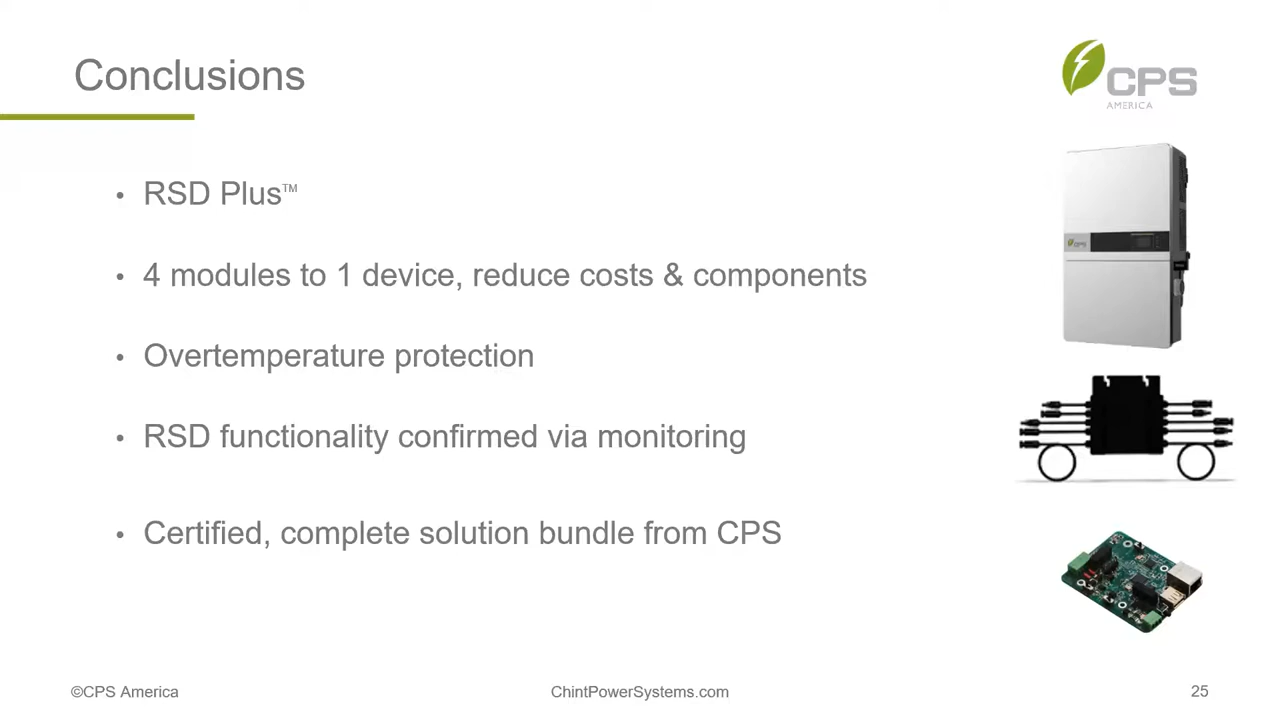 Conclusions
CPS
AMERICA
• RSD Plus™
• 4 modules to 1 device, reduce costs & components
• Overtemperature protection
• RSD functionality confirmed via monitoring
• Certified, complete solution bundle from CPS
©CPS America
ChintPowerSystems.com
25